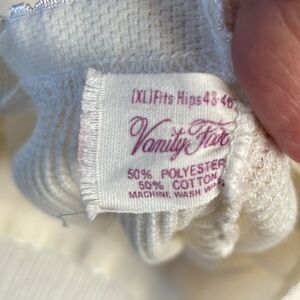 (XL) Fits Hips 43-46
Vanity Fair
50% POLYESTER
50% COTTON
MACHINE WASH